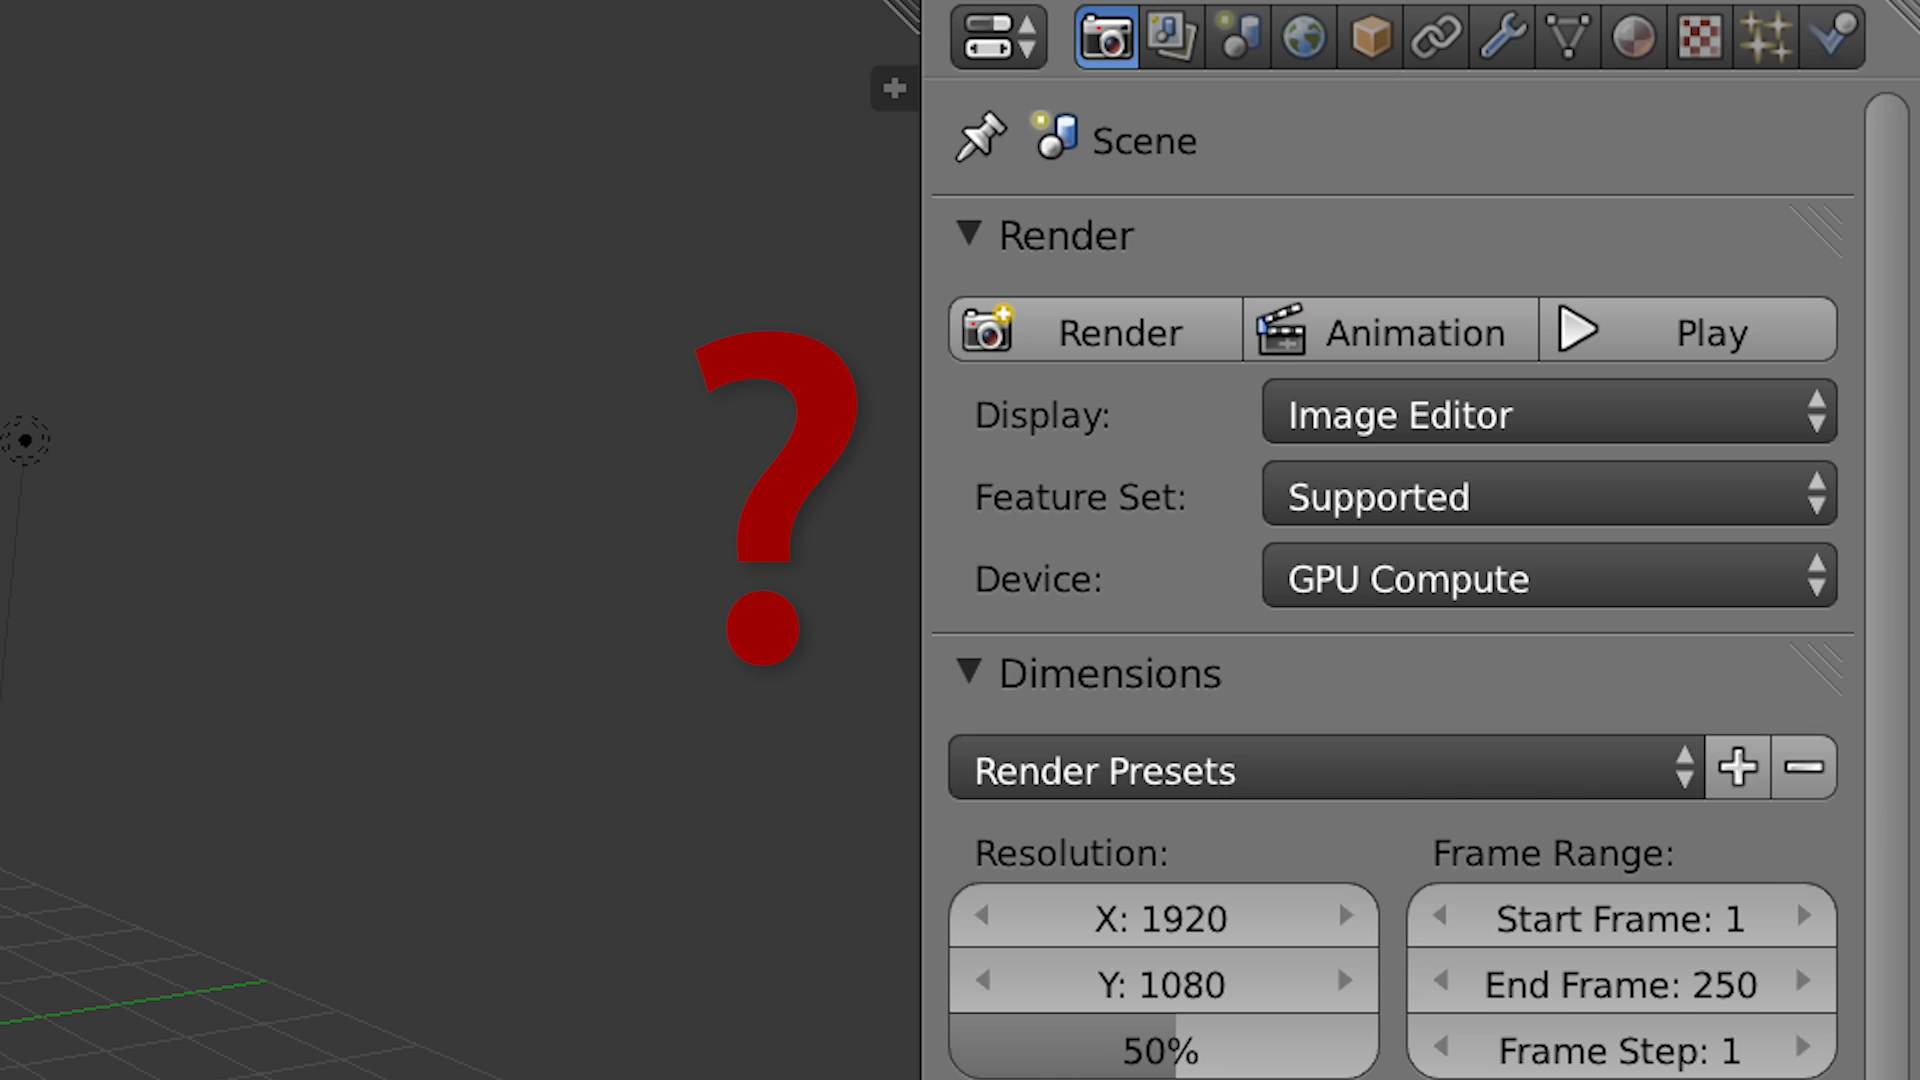 Scene
Render
Render Animation Play
Display: Image Editor
Feature Set: Supported
Device: GPU Compute
?
Dimensions
Render Presets
Resolution: Frame Range:
X: 1920 Start Frame: 1
Y: 1080 End Frame: 250
50% Frame Step: 1